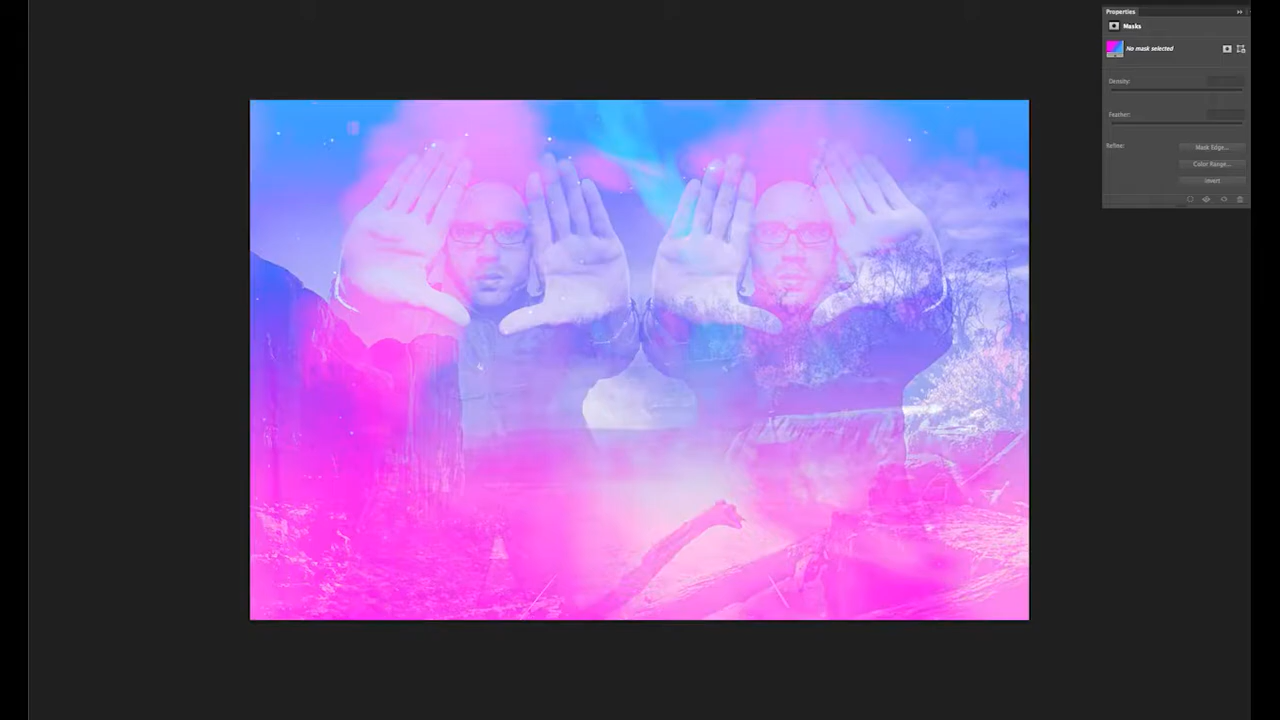 Properties
Masks
No mask selected
Density:
Feather:
Refine:
Mask Edge...
Color Range...
Invert